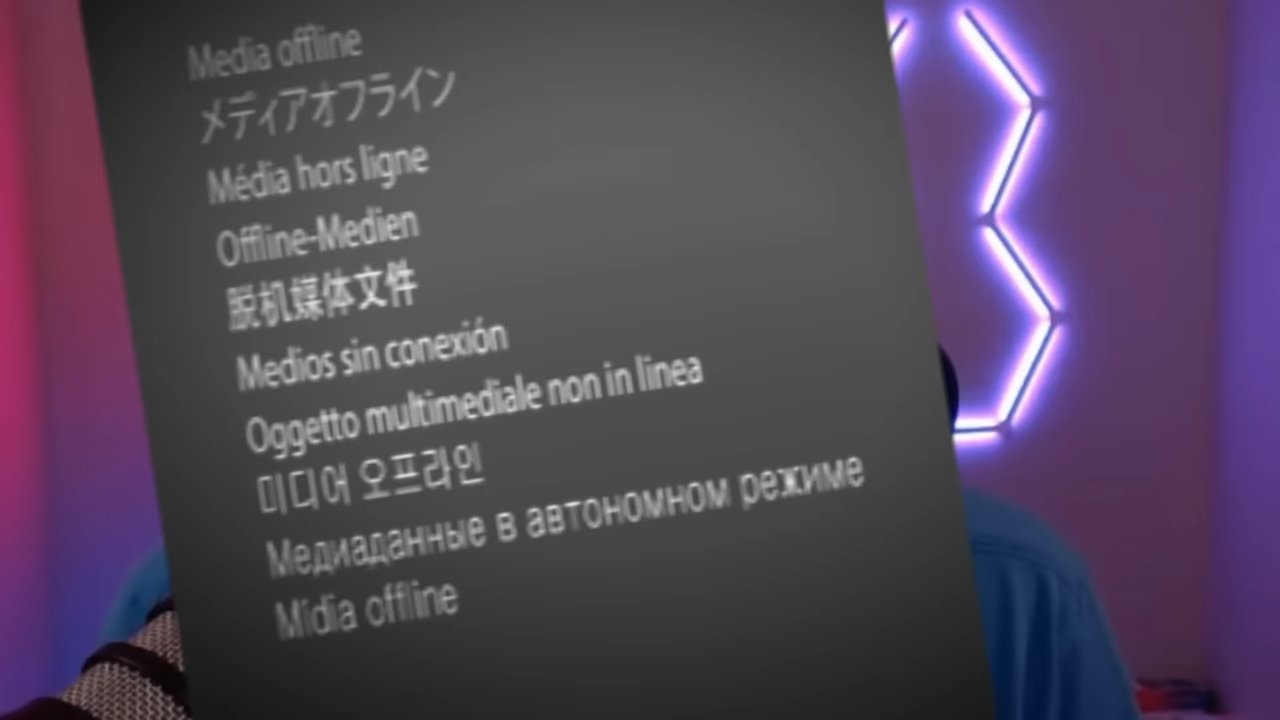 Media offline
メディアオフライン
Média hors ligne
Offline-Medien
脱机媒体文件
Medios sin conexión
Oggetto multimediale non in linea
미디어 오프라인
Медиаданные в автономном режиме
Mídia offline